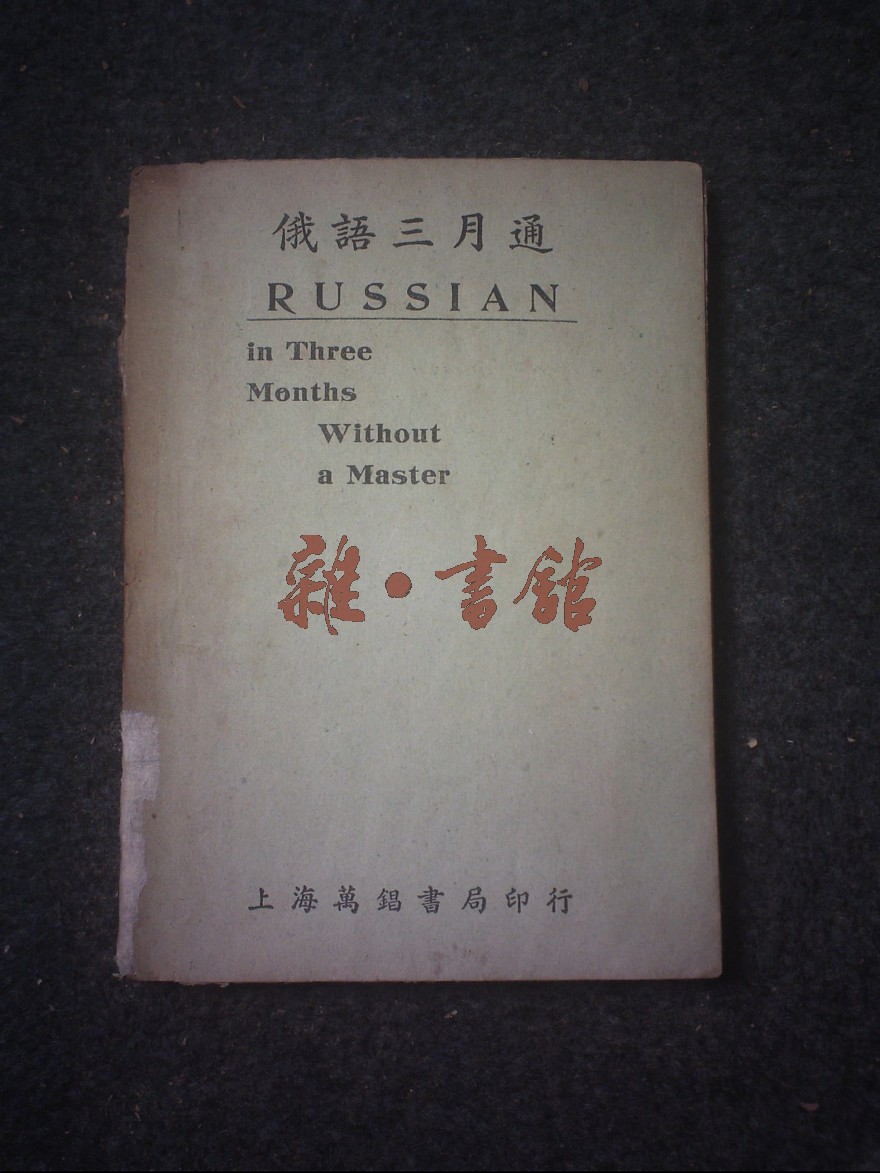 俄語三月通
RUSSIAN
in Three
Months
Without
a Master
雜·書館
上海萬錩書局印行